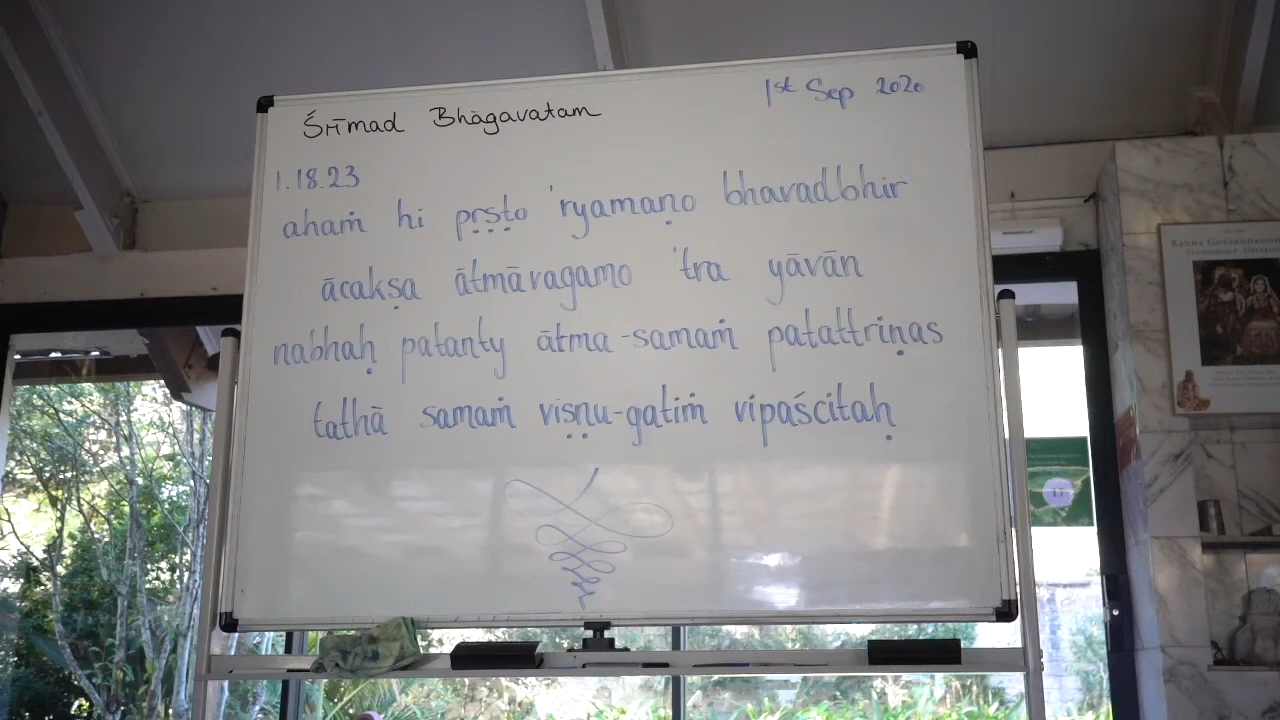 Śrīmad Bhāgavatam
1st Sep 2020
1.18.23
ahaṁ hi pṛṣṭo 'ryamaṇo bhavadbhir
ācakṣa ātmāvagamo 'tra yāvān
nabhaḥ patanty ātma-samaṁ patattriṇas
tathā samaṁ viṣṇu-gatiṁ vipaścitaḥ